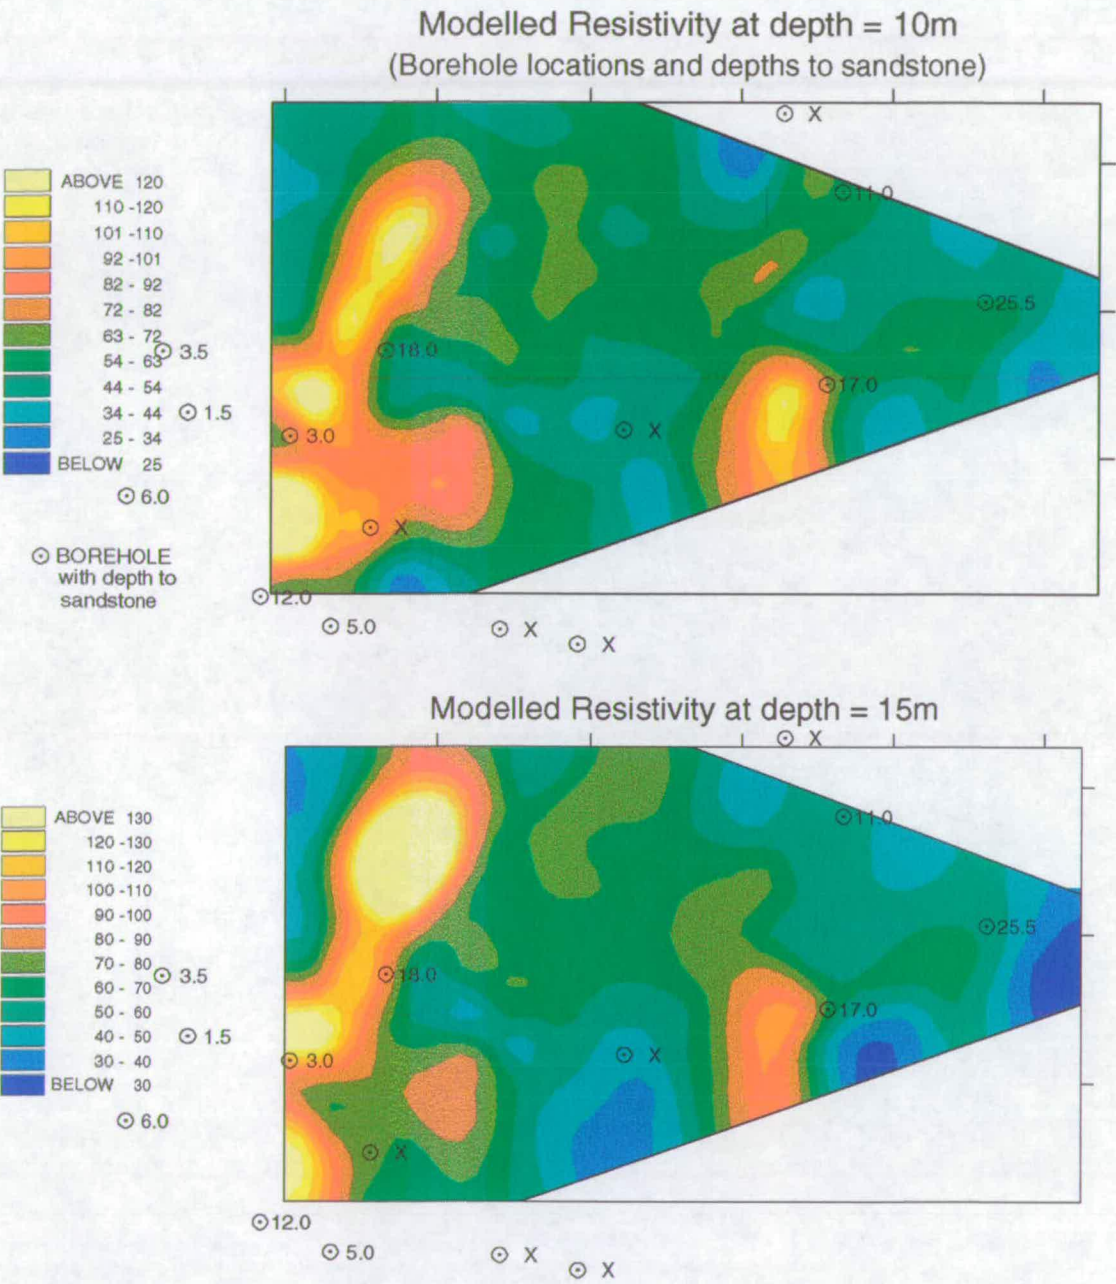 Modelled Resistivity at depth = 10m
(Borehole locations and depths to sandstone)
X
ABOVE 120
110 -120
101 -110
92 -101
82 - 92
72 - 82
63 - 72
54 - 63
44 - 54
34 - 44
25 - 34
BELOW 25
11.0
25.5
3.5
18.0
17.0
1.5
3.0
X
6.0
X
BOREHOLE
with depth to
sandstone
12.0
5.0
X
X
Modelled Resistivity at depth = 15m
X
ABOVE 130
120 -130
110 -120
100 -110
90 -100
80 - 90
70 - 80
60 - 70
50 - 60
40 - 50
30 - 40
BELOW 30
11.0
25.5
3.5
18.0
17.0
1.5
3.0
X
6.0
X
12.0
5.0
X
X